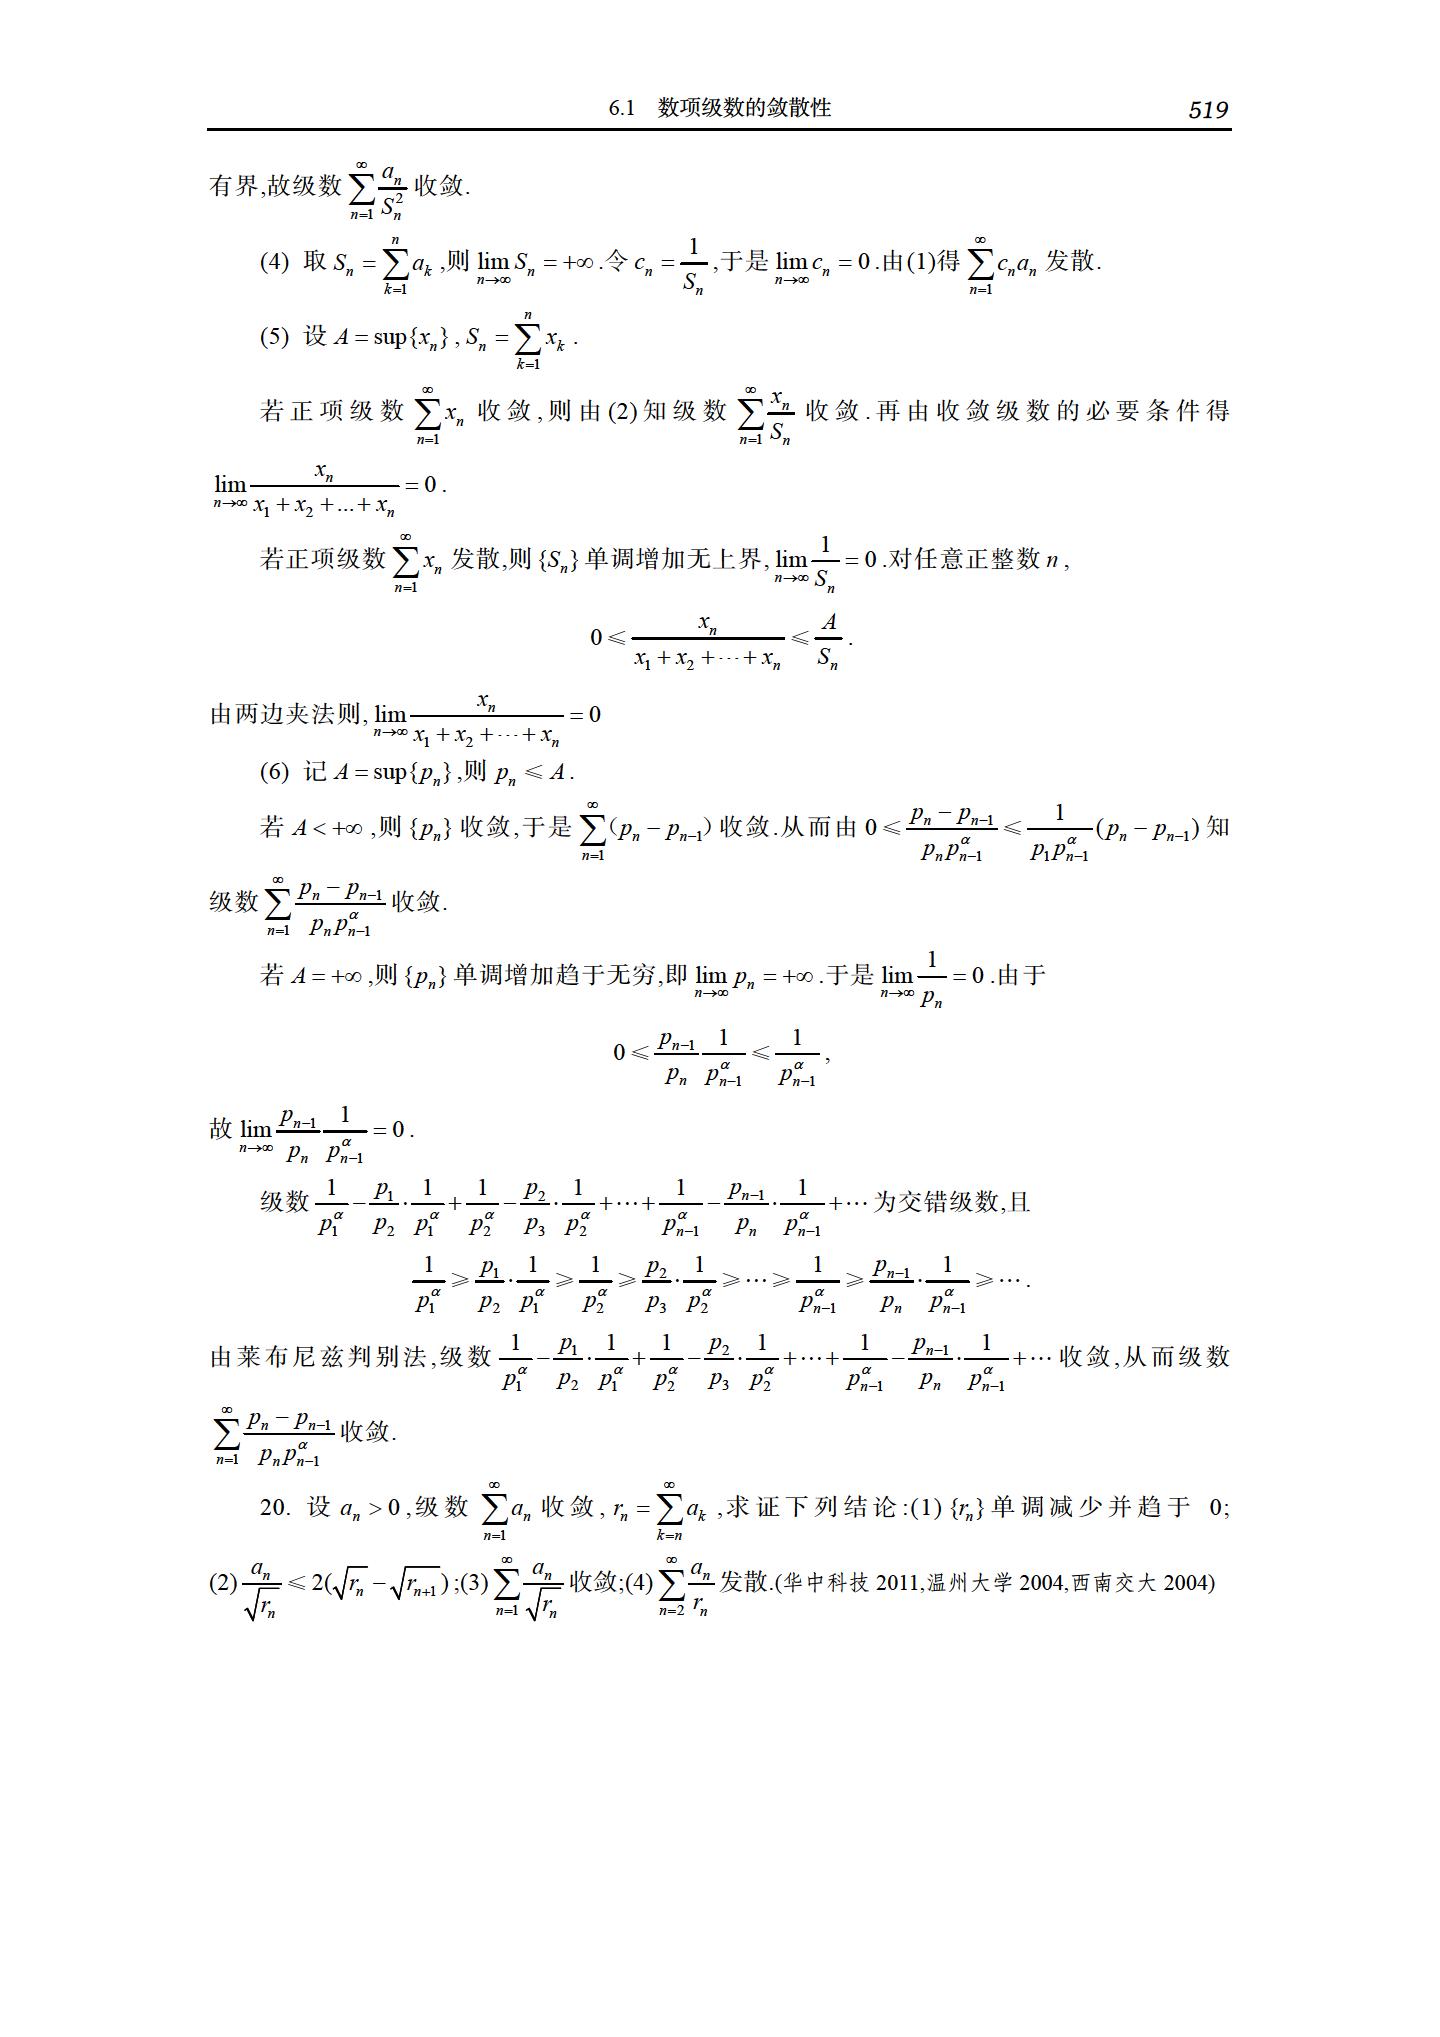 6.1 数项级数的敛散性 519
有界,故级数 $\sum_{n=1}^{\infty}\frac{a_n}{S_n^2}$ 收敛.
(4) 取 $S_n=\sum_{k=1}^{n}a_k$ ,则 $\lim_{n\to\infty}S_n=+\infty$ .令 $c_n=\frac{1}{S_n}$ ,于是 $\lim_{n\to\infty}c_n=0$ .由(1)得 $\sum_{n=1}^{\infty}c_na_n$ 发散.
(5) 设 $A=\sup\{x_n\}$ , $S_n=\sum_{k=1}^{n}x_k$ .
若正项级数 $\sum_{n=1}^{\infty}x_n$ 收敛,则由(2)知级数 $\sum_{n=1}^{\infty}\frac{x_n}{S_n}$ 收敛.再由收敛级数的必要条件得
$\lim_{n\to\infty}\frac{x_n}{x_1+x_2+...+x_n}=0$ .
若正项级数 $\sum_{n=1}^{\infty}x_n$ 发散,则 $\{S_n\}$ 单调增加无上界, $\lim_{n\to\infty}\frac{1}{S_n}=0$ .对任意正整数 $n$ ,
$0\leqslant\frac{x_n}{x_1+x_2+\cdots+x_n}\leqslant\frac{A}{S_n}$ .
由两边夹法则, $\lim_{n\to\infty}\frac{x_n}{x_1+x_2+\cdots+x_n}=0$
(6) 记 $A=\sup\{p_n\}$ ,则 $p_n\leqslant A$ .
若 $A<+\infty$ ,则 $\{p_n\}$ 收敛,于是 $\sum_{n=1}^{\infty}(p_n-p_{n-1})$ 收敛.从而由 $0\leqslant\frac{p_n-p_{n-1}}{p_np_{n-1}^{\alpha}}\leqslant\frac{1}{p_1p_{n-1}^{\alpha}}(p_n-p_{n-1})$ 知
级数 $\sum_{n=1}^{\infty}\frac{p_n-p_{n-1}}{p_np_{n-1}^{\alpha}}$ 收敛.
若 $A=+\infty$ ,则 $\{p_n\}$ 单调增加趋于无穷,即 $\lim_{n\to\infty}p_n=+\infty$ .于是 $\lim_{n\to\infty}\frac{1}{p_n}=0$ .由于
$0\leqslant\frac{p_{n-1}}{p_n}\frac{1}{p_{n-1}^{\alpha}}\leqslant\frac{1}{p_{n-1}^{\alpha}}$ ,
故 $\lim_{n\to\infty}\frac{p_{n-1}}{p_n}\frac{1}{p_{n-1}^{\alpha}}=0$ .
级数 $\frac{1}{p_1^{\alpha}}-\frac{p_1}{p_2}\cdot\frac{1}{p_1^{\alpha}}+\frac{1}{p_2^{\alpha}}-\frac{p_2}{p_3}\cdot\frac{1}{p_2^{\alpha}}+\cdots+\frac{1}{p_{n-1}^{\alpha}}-\frac{p_{n-1}}{p_n}\cdot\frac{1}{p_{n-1}^{\alpha}}+\cdots$ 为交错级数,且
$\frac{1}{p_1^{\alpha}}\geqslant\frac{p_1}{p_2}\cdot\frac{1}{p_1^{\alpha}}\geqslant\frac{1}{p_2^{\alpha}}\geqslant\frac{p_2}{p_3}\cdot\frac{1}{p_2^{\alpha}}\geqslant\cdots\geqslant\frac{1}{p_{n-1}^{\alpha}}\geqslant\frac{p_{n-1}}{p_n}\cdot\frac{1}{p_{n-1}^{\alpha}}\geqslant\cdots$ .
由莱布尼兹判别法,级数 $\frac{1}{p_1^{\alpha}}-\frac{p_1}{p_2}\cdot\frac{1}{p_1^{\alpha}}+\frac{1}{p_2^{\alpha}}-\frac{p_2}{p_3}\cdot\frac{1}{p_2^{\alpha}}+\cdots+\frac{1}{p_{n-1}^{\alpha}}-\frac{p_{n-1}}{p_n}\cdot\frac{1}{p_{n-1}^{\alpha}}+\cdots$ 收敛,从而级数
$\sum_{n=1}^{\infty}\frac{p_n-p_{n-1}}{p_np_{n-1}^{\alpha}}$ 收敛.
20. 设 $a_n>0$ ,级数 $\sum_{n=1}^{\infty}a_n$ 收敛, $r_n=\sum_{k=n}^{\infty}a_k$ ,求证下列结论:(1) $\{r_n\}$ 单调减少并趋于 0;
(2) $\frac{a_n}{\sqrt{r_n}}\leqslant 2(\sqrt{r_n}-\sqrt{r_{n+1}})$ ;(3) $\sum_{n=1}^{\infty}\frac{a_n}{\sqrt{r_n}}$ 收敛;(4) $\sum_{n=2}^{\infty}\frac{a_n}{r_n}$ 发散.(华中科技 2011,温州大学 2004,西南交大 2004)